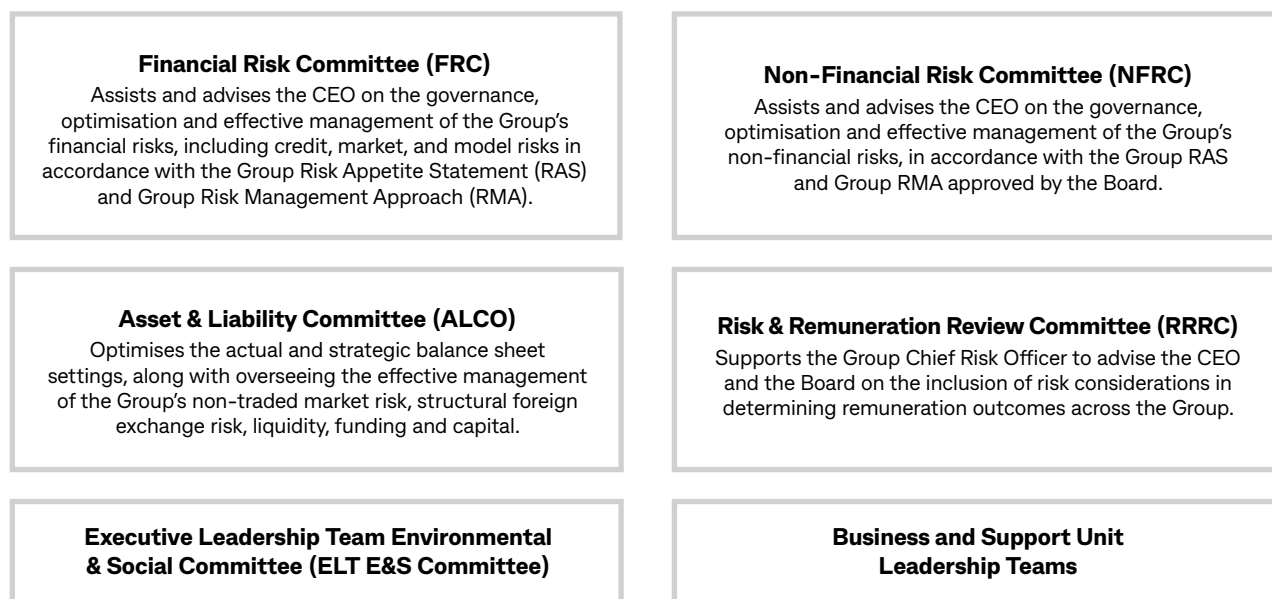 Financial Risk Committee (FRC)
Assists and advises the CEO on the governance,
optimisation and effective management of the Group's
financial risks, including credit, market, and model risks in
accordance with the Group Risk Appetite Statement (RAS)
and Group Risk Management Approach (RMA).
Non-Financial Risk Committee (NFRC)
Assists and advises the CEO on the governance,
optimisation and effective management of the Group's
non-financial risks, in accordance with the Group RAS
and Group RMA approved by the Board.
Asset & Liability Committee (ALCO)
Optimises the actual and strategic balance sheet
settings, along with overseeing the effective management
of the Group's non-traded market risk, structural foreign
exchange risk, liquidity, funding and capital.
Risk & Remuneration Review Committee (RRRC)
Supports the Group Chief Risk Officer to advise the CEO
and the Board on the inclusion of risk considerations in
determining remuneration outcomes across the Group.
Executive Leadership Team Environmental
& Social Committee (ELT E&S Committee)
Business and Support Unit
Leadership Teams